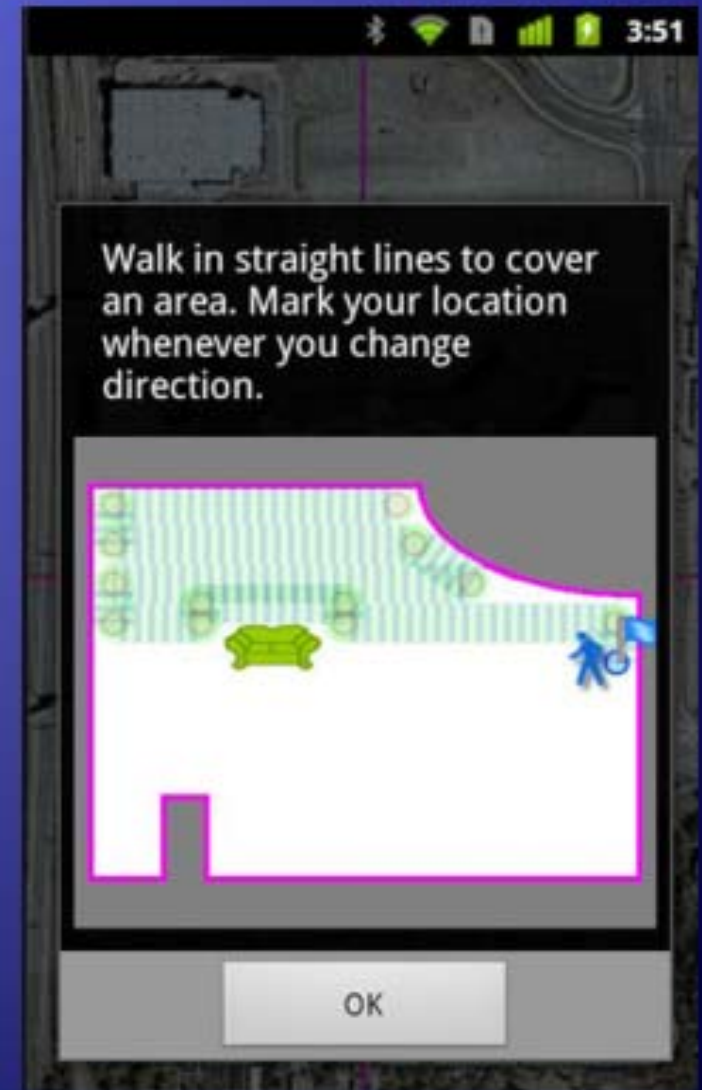 3:51
Walk in straight lines to cover
an area. Mark your location
whenever you change
direction.
OK